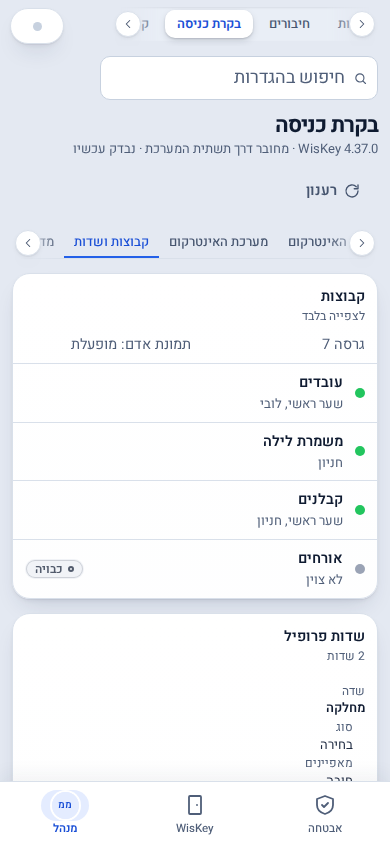 חיבורים
בקרת כניסה
חיפוש בהגדרות
בקרת כניסה
WisKey 4.37.0 · מחובר דרך תשתית המערכת · נבדק עכשיו
רענון
האינטרקום
מערכת האינטרקום
קבוצות ושדות
מד
קבוצות
לצפייה בלבד
גרסה 7
תמונת אדם: מופעלת
עובדים
שער ראשי, לובי
משמרת לילה
חניון
קבלנים
שער ראשי, חניון
אורחים
לא צוין
כבויה
שדות פרופיל
2 שדות
שדה
מחלקה
סוג
בחירה
מאפיינים
חובה
אבטחה
WisKey
ממ
מנהל